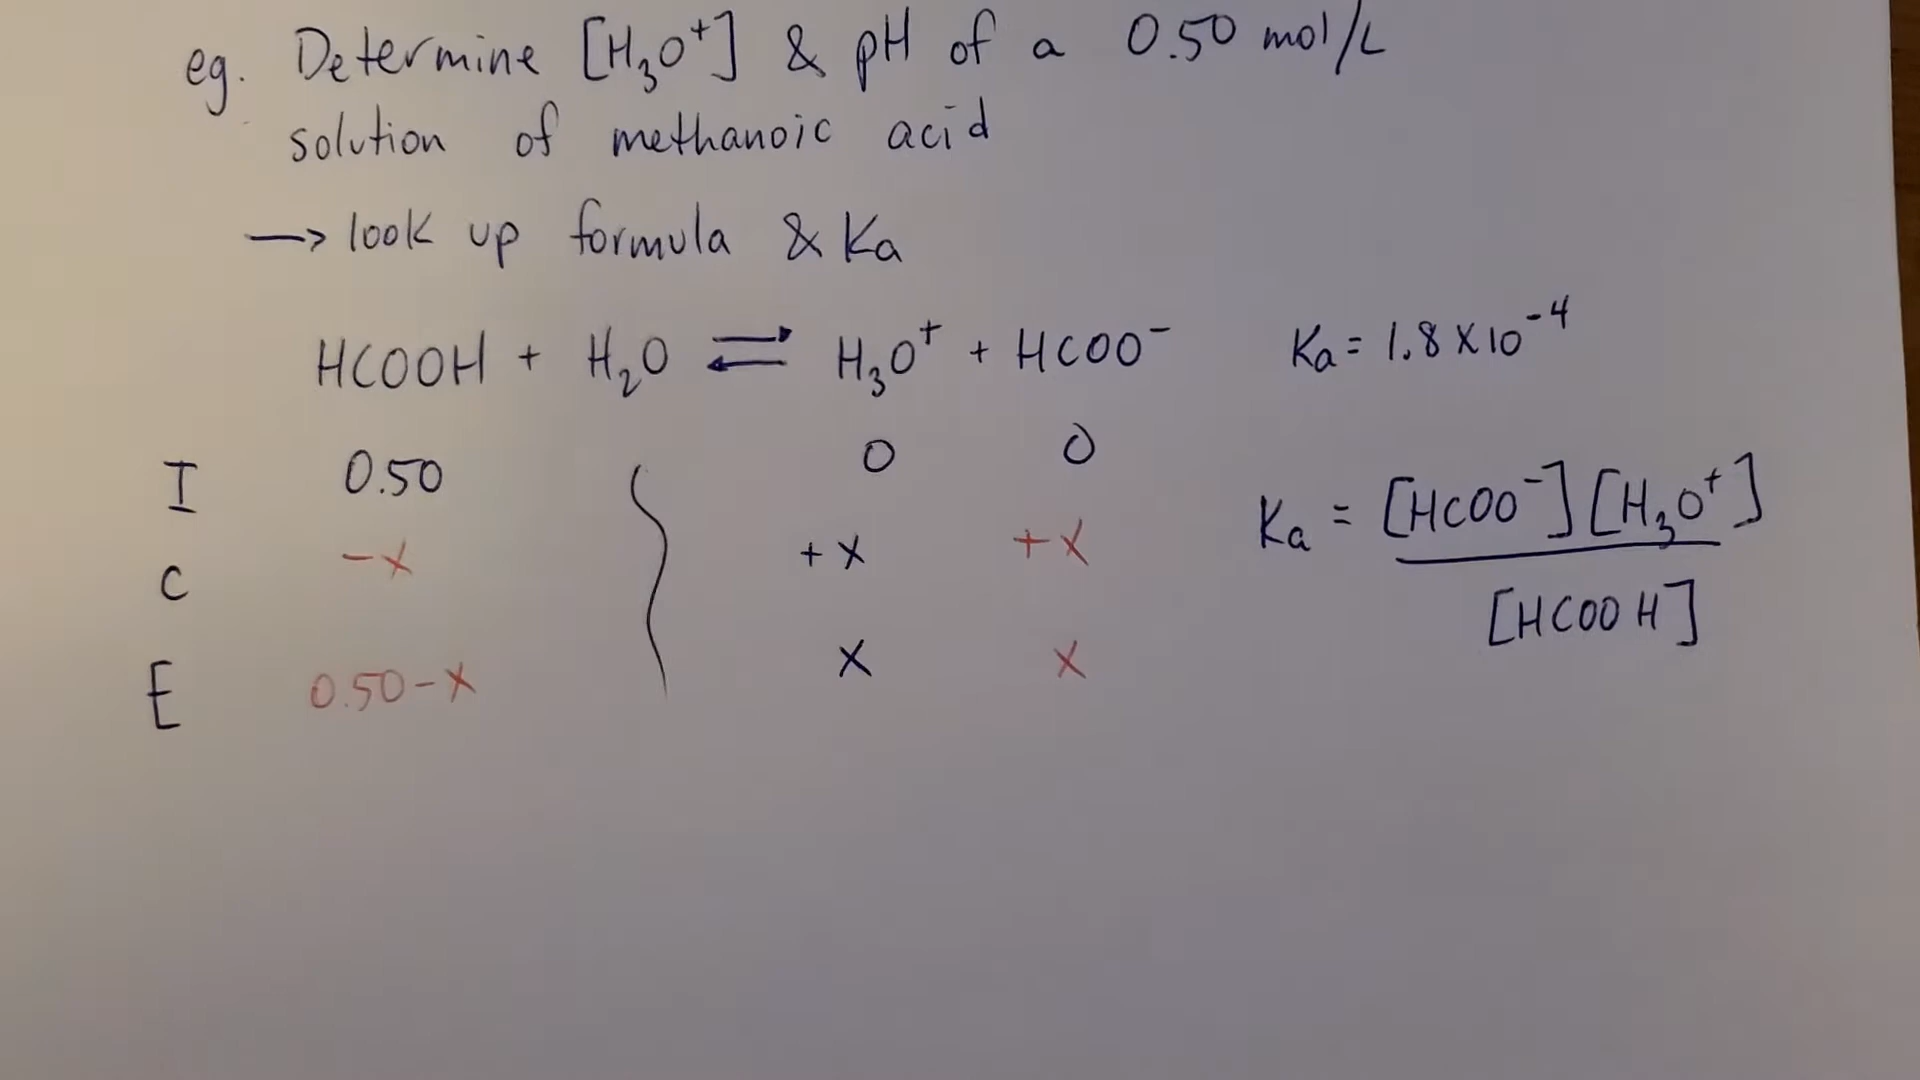 eg. Determine [H₃O⁺] & pH of a 0.50 mol/L
solution of methanoic acid
→ look up formula & Ka
HCOOH + H₂O ⇌ H₃O⁺ + HCOO⁻ Ka = 1.8 x 10⁻⁴
I 0.50 0 0
C -x +x +x
E 0.50-x x x
Ka = [HCOO⁻][H₃O⁺]
[HCOOH]